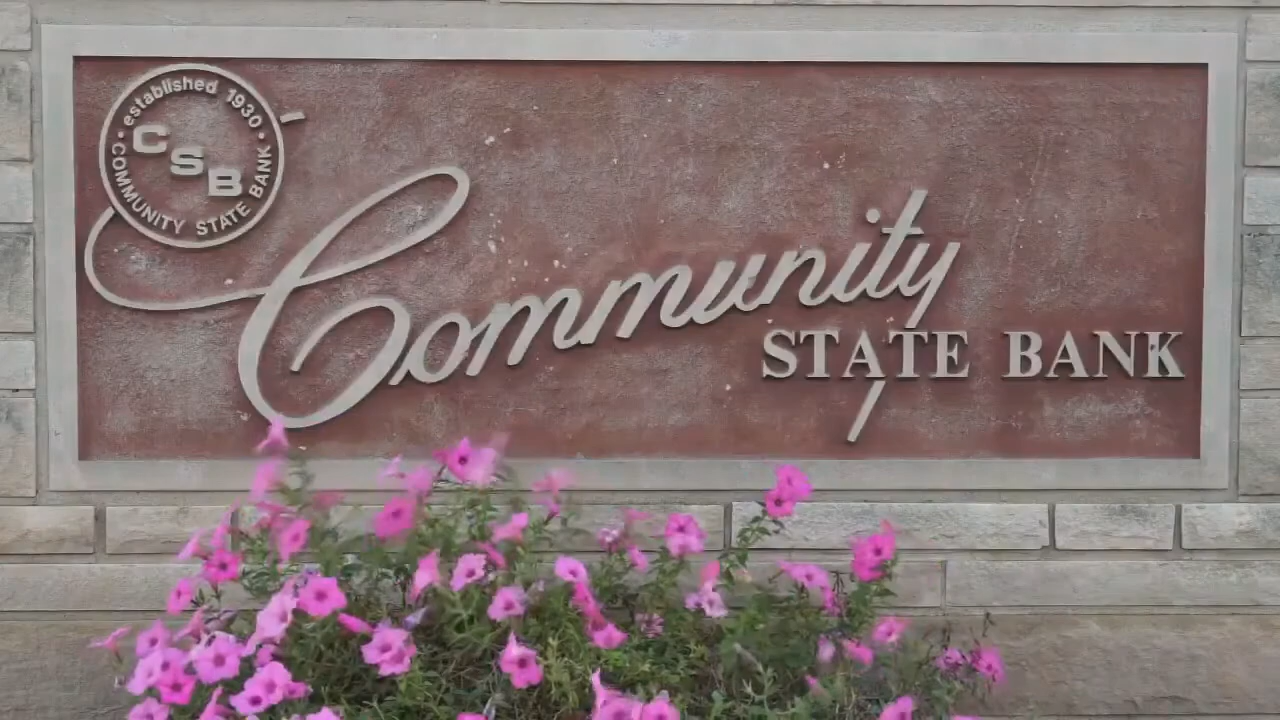 established 1930
CSB
COMMUNITY STATE BANK
Community
STATE BANK